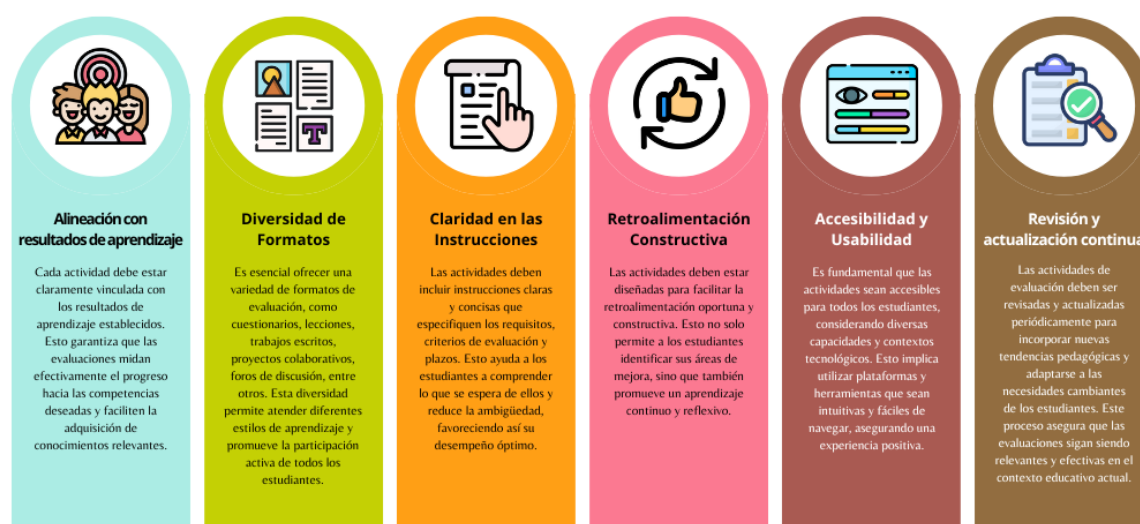 Alineación con
resultados de aprendizaje
Cada actividad debe estar
claramente vinculada con
los resultados de
aprendizaje establecidos.
Esto garantiza que las
evaluaciones midan
efectivamente el progreso
hacia las competencias
deseadas y faciliten la
adquisición de
conocimientos relevantes.
Diversidad de
Formatos
Es esencial ofrecer una
variedad de formatos de
evaluación, como
cuestionarios, lecciones,
trabajos escritos,
proyectos colaborativos,
foros de discusión, entre
otros. Esta diversidad
permite atender diferentes
estilos de aprendizaje y
promueve la participación
activa de todos los
estudiantes.
Claridad en las
Instrucciones
Las actividades deben
incluir instrucciones claras
y concisas que
especifiquen los requisitos,
criterios de evaluación y
plazos. Esto ayuda a los
estudiantes a comprender
lo que se espera de ellos y
reduce la ambigüedad,
favoreciendo así su
desempeño óptimo.
Retroalimentación
Constructiva
Las actividades deben estar
diseñadas para facilitar la
retroalimentación oportuna y
constructiva. Esto no solo
permite a los estudiantes
identificar sus áreas de
mejora, sino que también
promueve un aprendizaje
continuo y reflexivo.
Accesibilidad y
Usabilidad
Es fundamental que las
actividades sean accesibles
para todos los estudiantes,
considerando diversas
capacidades y contextos
tecnológicos. Esto implica
utilizar plataformas y
herramientas que sean
intuitivas y fáciles de
navegar, asegurando una
experiencia positiva.
Revisión y
actualización continua
Las actividades de
evaluación deben ser
revisadas y actualizadas
periódicamente para
incorporar nuevas
tendencias pedagógicas y
adaptarse a las
necesidades cambiantes
de los estudiantes. Este
proceso asegura que las
evaluaciones sigan siendo
relevantes y efectivas en el
contexto educativo actual.